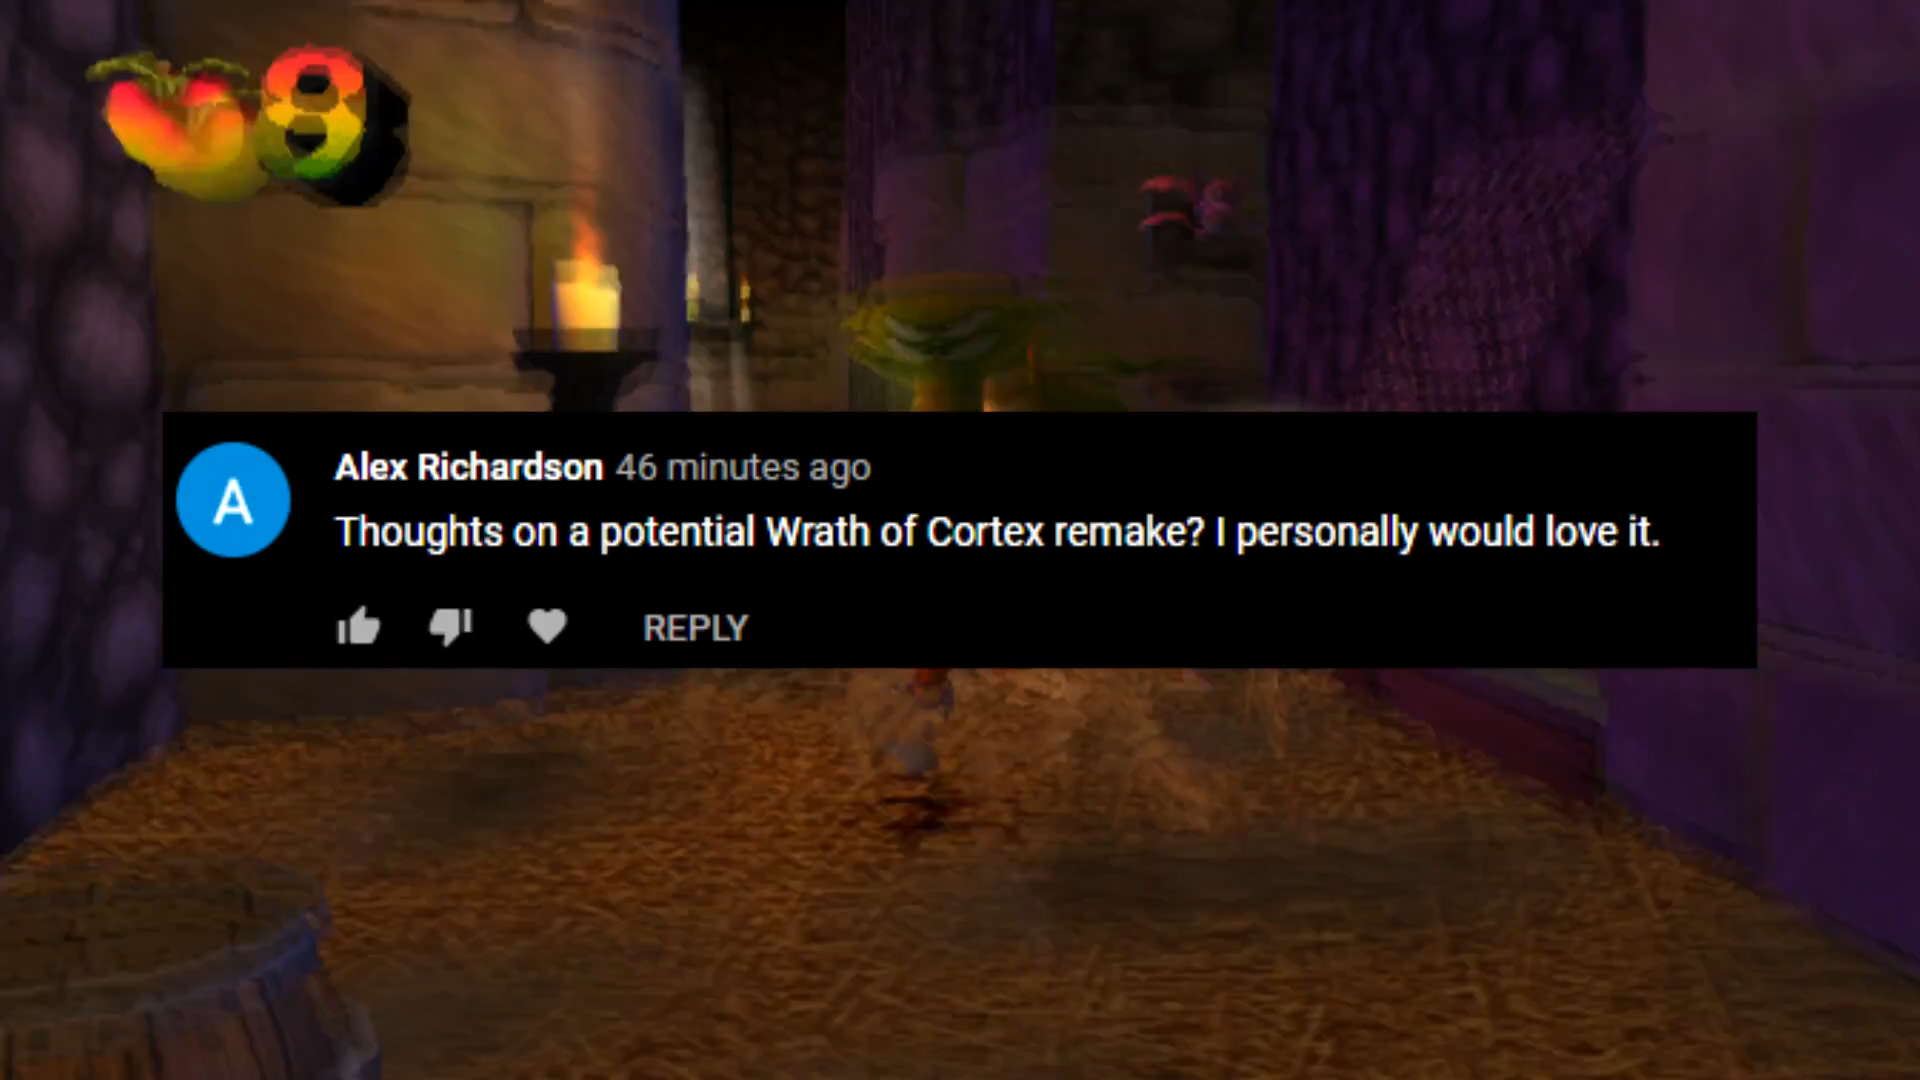 8
A
Alex Richardson 46 minutes ago
Thoughts on a potential Wrath of Cortex remake? I personally would love it.
REPLY